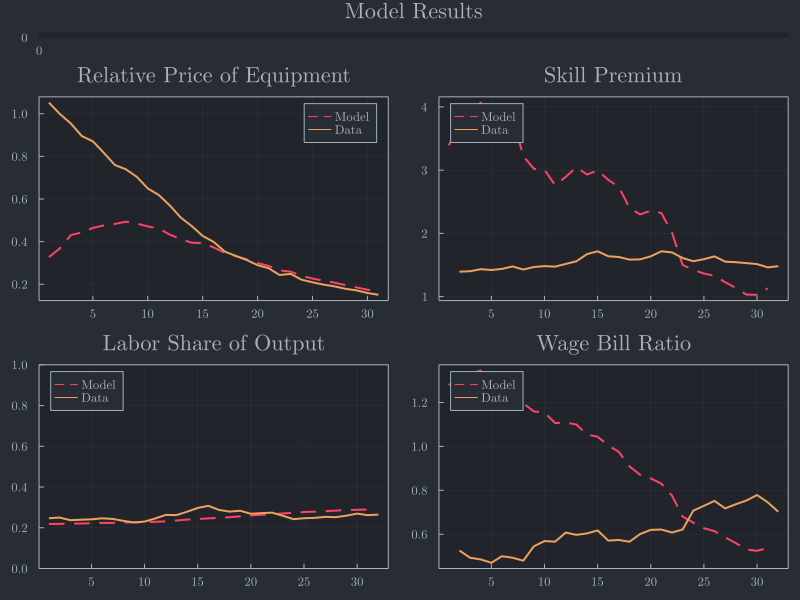 Model Results
0
0
Relative Price of Equipment
Model
Data
1.0
0.8
0.6
0.4
0.2
5 10 15 20 25 30
Skill Premium
Model
Data
4
3
2
1
5 10 15 20 25 30
Labor Share of Output
Model
Data
1.0
0.8
0.6
0.4
0.2
0.0
5 10 15 20 25 30
Wage Bill Ratio
Model
Data
1.2
1.0
0.8
0.6
5 10 15 20 25 30